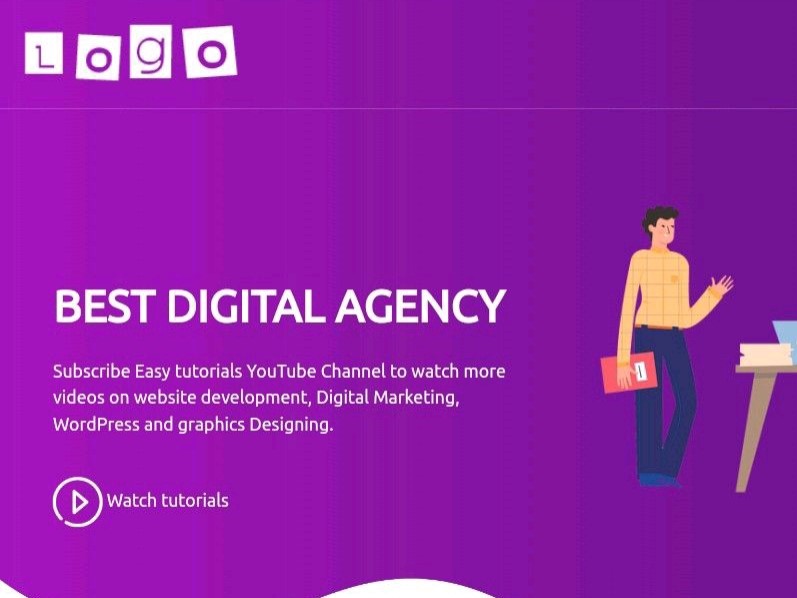 Logo
BEST DIGITAL AGENCY
Subscribe Easy tutorials YouTube Channel to watch more
videos on website development, Digital Marketing,
WordPress and graphics Designing.
Watch tutorials